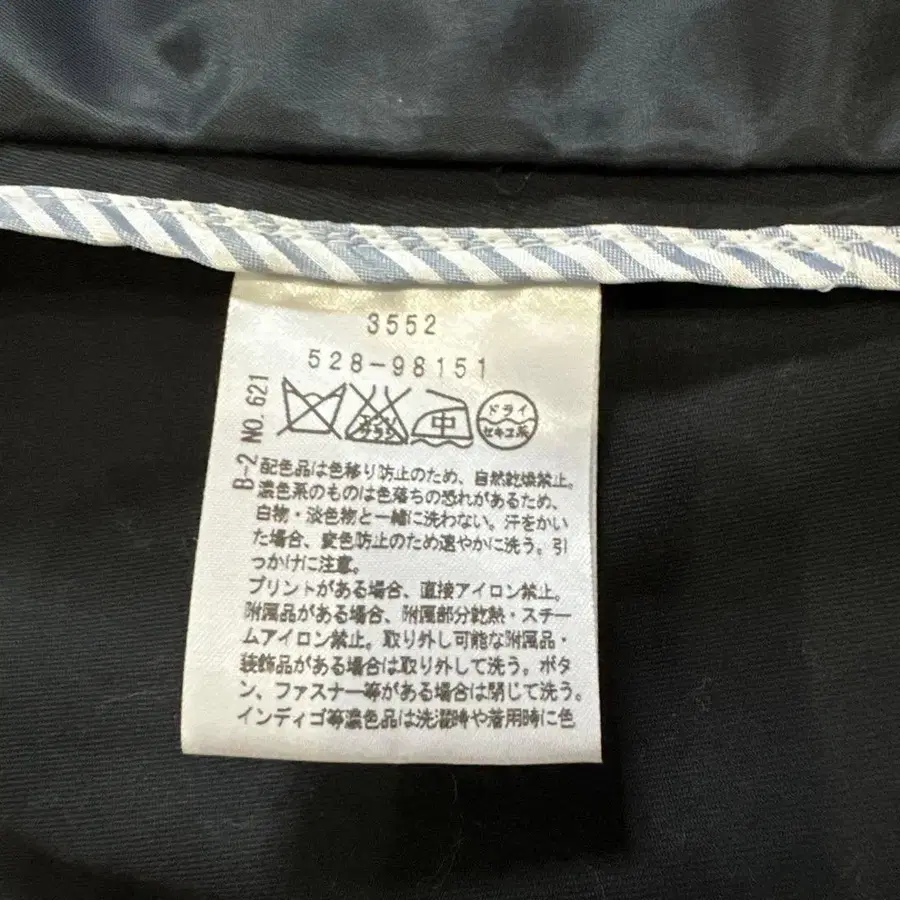 3552
528-98151
B-2 NO. 621
エンソ
サラシ
中
ドライ
セキユ系
配色品は色移り防止のため、自然乾燥禁止。
濃色系のものは色落ちの恐れがあるため、
白物・淡色物と一緒に洗わない。汗をかい
た場合、変色防止のため速やかに洗う。引
っかけに注意。
プリントがある場合、直接アイロン禁止。
附属品がある場合、附属部分乾熱・スチー
ムアイロン禁止。取り外し可能な附属品・
装飾品がある場合は取り外して洗う。ボタ
ン、ファスナー等がある場合は閉じて洗う。
インディゴ等濃色品は洗濯時や着用時に色